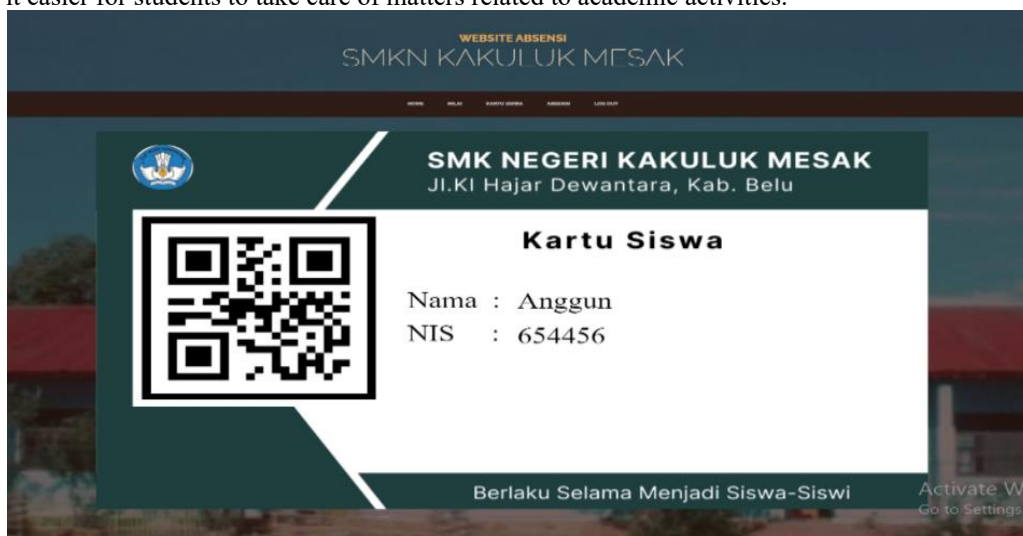 it easier for students to take care of matters related to academic activities.
WEBSITE ABSENSI
SMKN KAKULUK MESAK
HOME NILAI KARTU SISWA ABSENSI LOG OUT
SMK NEGERI KAKULUK MESAK
Jl.KI Hajar Dewantara, Kab. Belu
Kartu Siswa
Nama : Anggun
NIS : 654456
Berlaku Selama Menjadi Siswa-Siswi
Activate W
Go to Settings